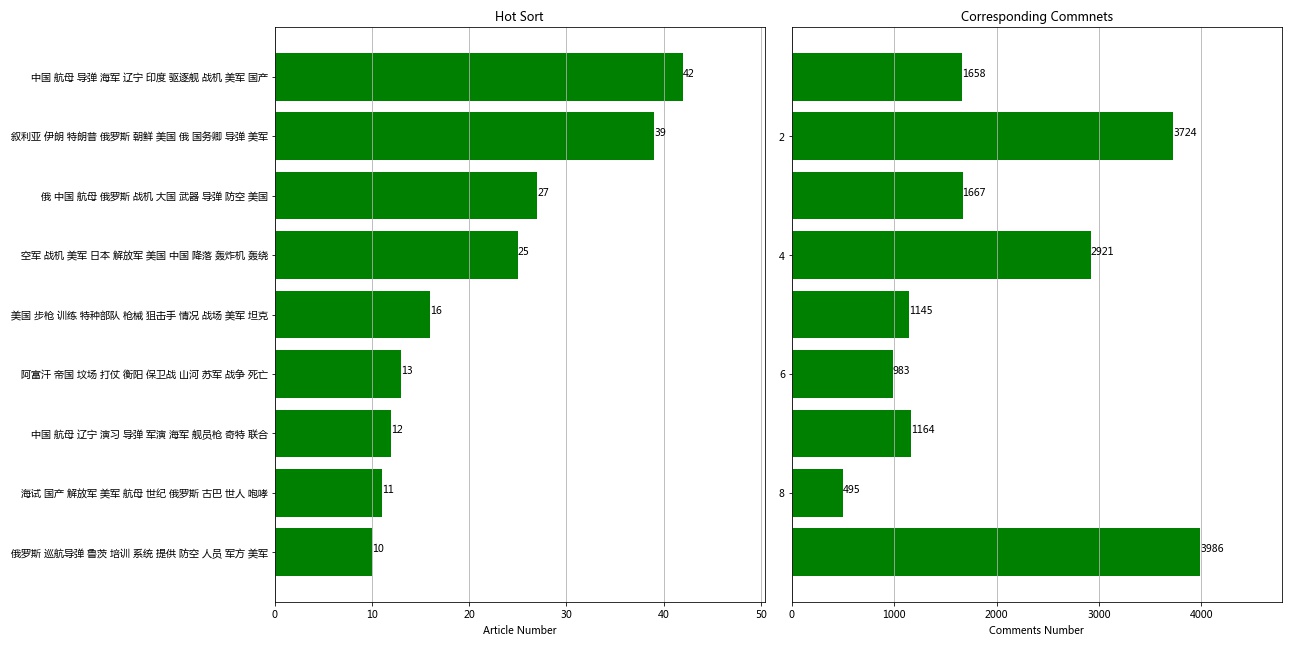 Hot Sort
中国 航母 导弹 海军 辽宁 印度 驱逐舰 战机 美军 国产
42
叙利亚 伊朗 特朗普 俄罗斯 朝鲜 美国 俄 国务卿 导弹 美军
39
俄 中国 航母 俄罗斯 战机 大国 武器 导弹 防空 美国
27
空军 战机 美军 日本 解放军 美国 中国 降落 轰炸机 轰绕
25
美国 步枪 训练 特种部队 枪械 狙击手 情况 战场 美军 坦克
16
阿富汗 帝国 坟场 打仗 衡阳 保卫战 山河 苏军 战争 死亡
13
中国 航母 辽宁 演习 导弹 军演 海军 舰员枪 奇特 联合
12
海试 国产 解放军 美军 航母 世纪 俄罗斯 古巴 世人 咆哮
11
俄罗斯 巡航导弹 鲁茨 培训 系统 提供 防空 人员 军方 美军
10
0 10 20 30 40 50
Article Number
Corresponding Commnets
1658
2 3724
1667
4 2921
1145
6 983
1164
8 495
3986
0 1000 2000 3000 4000
Comments Number